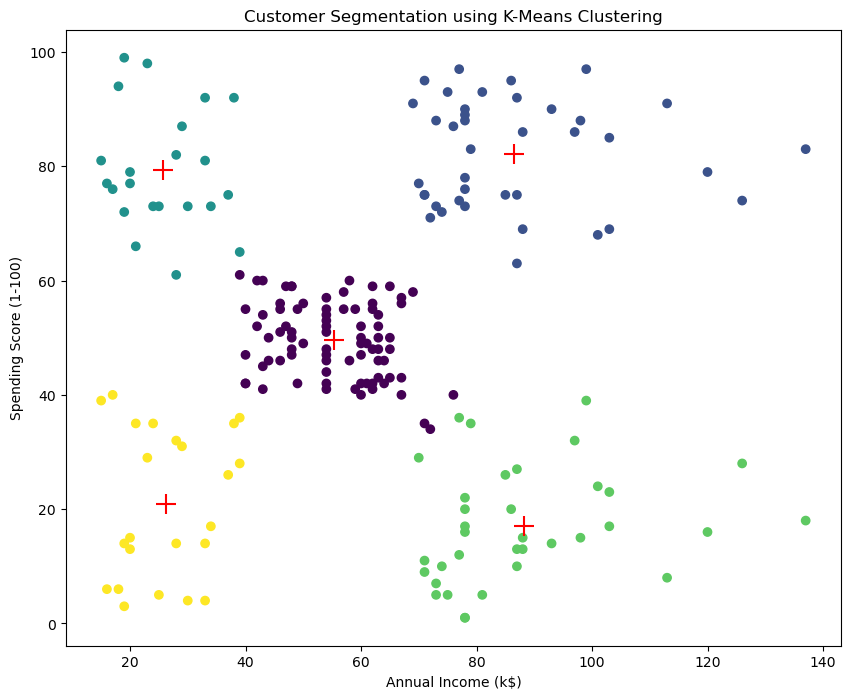 Customer Segmentation using K-Means Clustering
100
80
60
40
20
0
Spending Score (1-100)
20 40 60 80 100 120 140
Annual Income (k$)